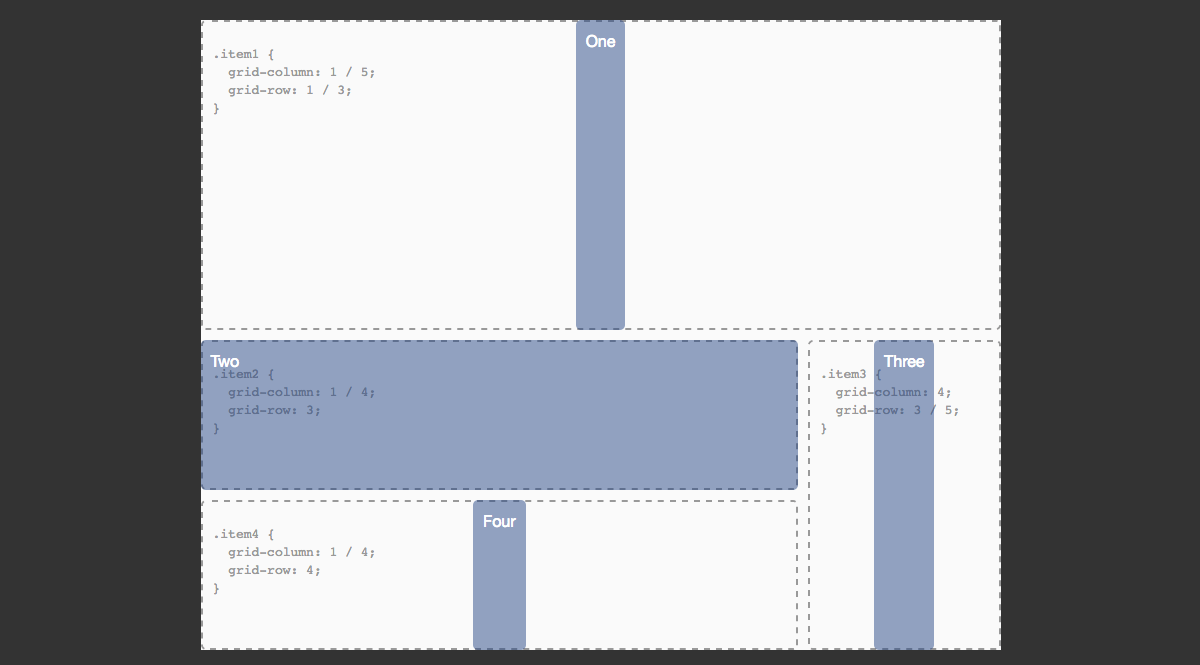 One
.item1 {
  grid-column: 1 / 5;
  grid-row: 1 / 3;
}
Two
.item2 {
  grid-column: 1 / 4;
  grid-row: 3;
}
Three
.item3 {
  grid-column: 4;
  grid-row: 3 / 5;
}
Four
.item4 {
  grid-column: 1 / 4;
  grid-row: 4;
}